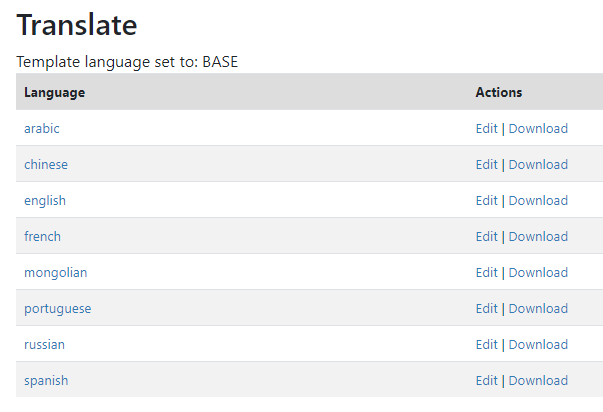 Translate
Template language set to: BASE
Language Actions
arabic Edit | Download
chinese Edit | Download
english Edit | Download
french Edit | Download
mongolian Edit | Download
portuguese Edit | Download
russian Edit | Download
spanish Edit | Download